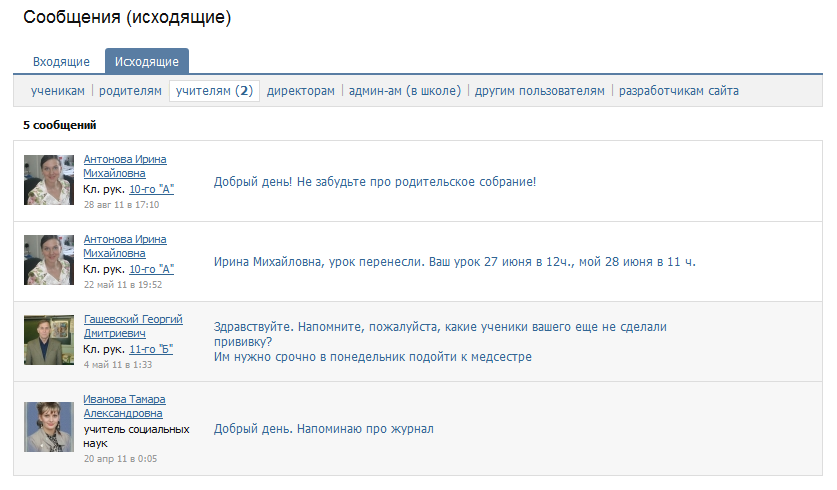 Сообщения (исходящие)
Входящие Исходящие
ученикам | родителям учителям (2) директорам | админ-ам (в школе) | другим пользователям | разработчикам сайта
5 сообщений
Антонова Ирина
Михайловна
Кл. рук. 10-го "А"
28 авг 11 в 17:10
Добрый день! Не забудьте про родительское собрание!
Антонова Ирина
Михайловна
Кл. рук. 10-го "А"
22 май 11 в 19:52
Ирина Михайловна, урок перенесли. Ваш урок 27 июня в 12ч., мой 28 июня в 11 ч.
Гашевский Георгий
Дмитриевич
Кл. рук. 11-го "Б"
4 май 11 в 1:33
Здравствуйте. Напомните, пожалуйста, какие ученики вашего еще не сделали
прививку?
Им нужно срочно в понедельник подойти к медсестре
Иванова Тамара
Александровна
учитель социальных
наук
20 апр 11 в 0:05
Добрый день. Напоминаю про журнал